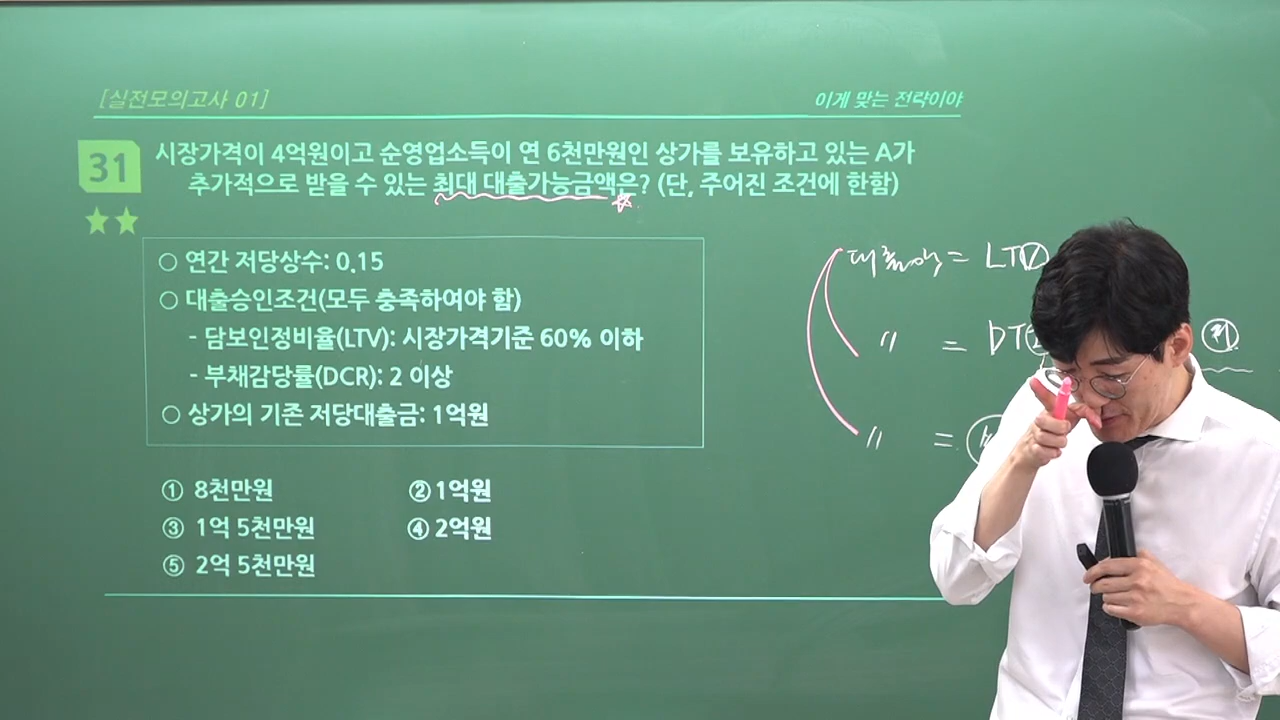 [실전모의고사 01]
이게 맞는 전략이야
31 시장가격이 4억원이고 순영업소득이 연 6천만원인 상가를 보유하고 있는 A가
추가적으로 받을 수 있는 최대 대출가능금액은? (단, 주어진 조건에 한함)
○ 연간 저당상수: 0.15
○ 대출승인조건(모두 충족하여야 함)
- 담보인정비율(LTV): 시장가격기준 60% 이하
- 부채감당률(DCR): 2 이상
○ 상가의 기존 저당대출금: 1억원
① 8천만원 ② 1억원
③ 1억 5천만원 ④ 2억원
⑤ 2억 5천만원
대출액 = LTV
〃 = DT
〃 =